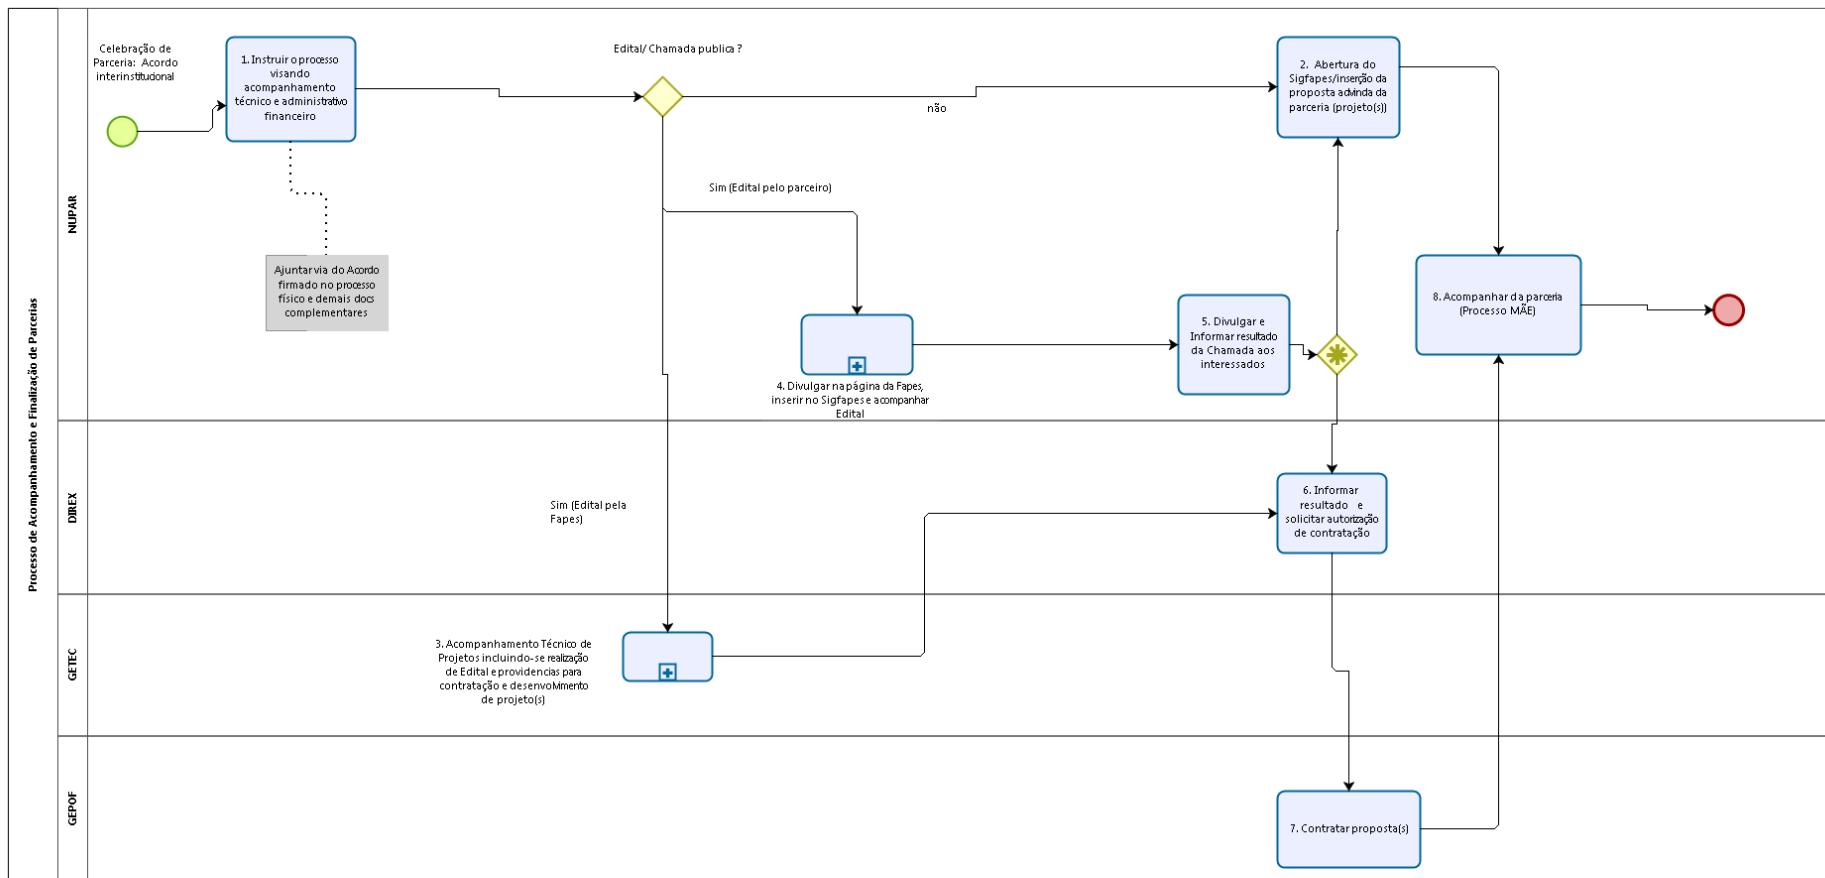 Processo de Acompanhamento e Finalização de Parcerias
NUPAR
Celebração de
Parceria: Acordo
interinstitucional
1. Instruir o processo
visando
acompanhamento
técnico e administrativo
financeiro
Ajuntar via do Acordo
firmado no processo
físico e demais docs
complementares
Edital/ Chamada publica ?
não
Sim (Edital pelo parceiro)
2. Abertura do
Sigfapes/inserção da
proposta advinda da
parceria (projeto(s))
4. Divulgar na página da Fapes,
inserir no Sigfapes e acompanhar
Edital
5. Divulgar e
Informar resultado
da Chamada aos
interessados
8. Acompanhar da parceria
(Processo MÃE)
DIREX
Sim (Edital pela
Fapes)
6. Informar
resultado e
solicitar autorização
de contratação
GETEC
3. Acompanhamento Técnico de
Projetos incluindo-se realização
de Edital e providencias para
contratação e desenvolvimento
de projeto(s)
GEPOF
7. Contratar proposta(s)